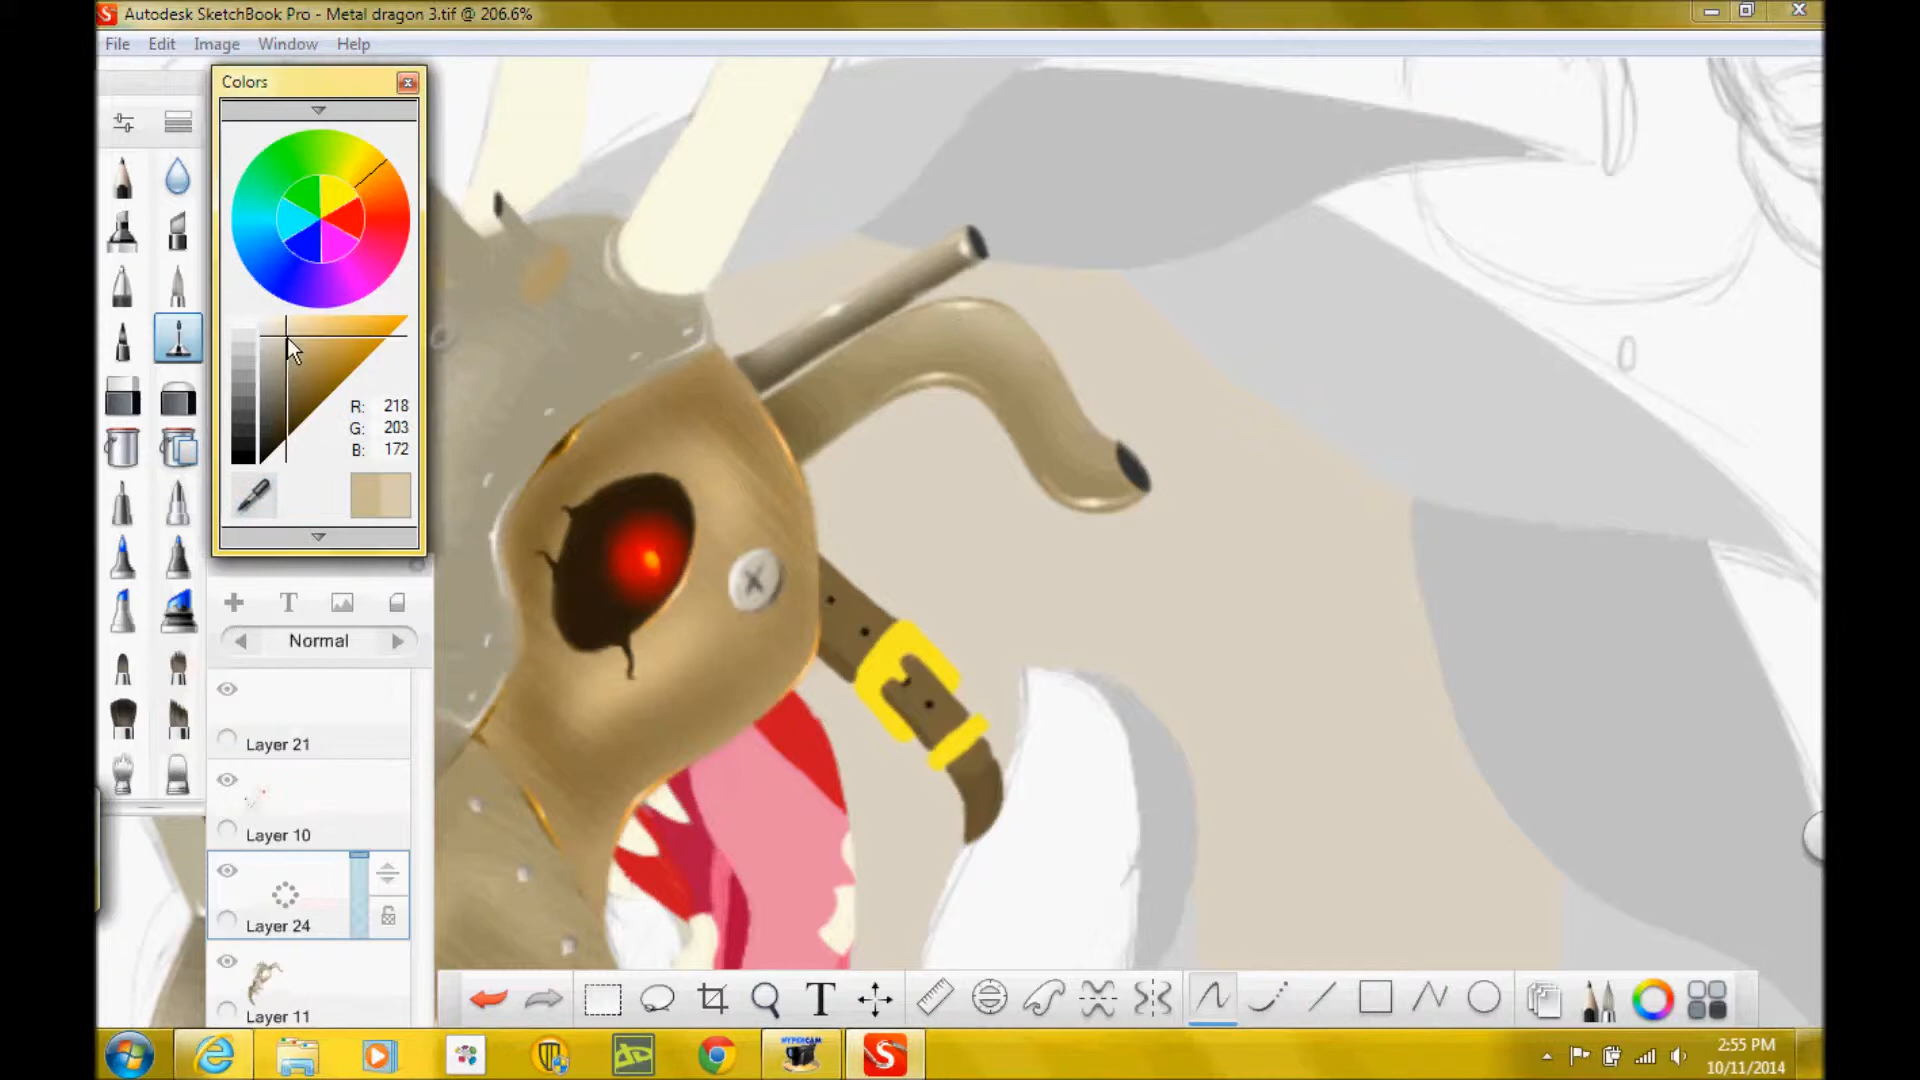 Autodesk SketchBook Pro - Metal dragon 3.tif @ 206.6%
File Edit Image Window Help
Colors
R: 218
G: 203
B: 172
T
Normal
Layer 21
Layer 10
Layer 24
Layer 11
T
HYPERCAM
2:55 PM
10/11/2014